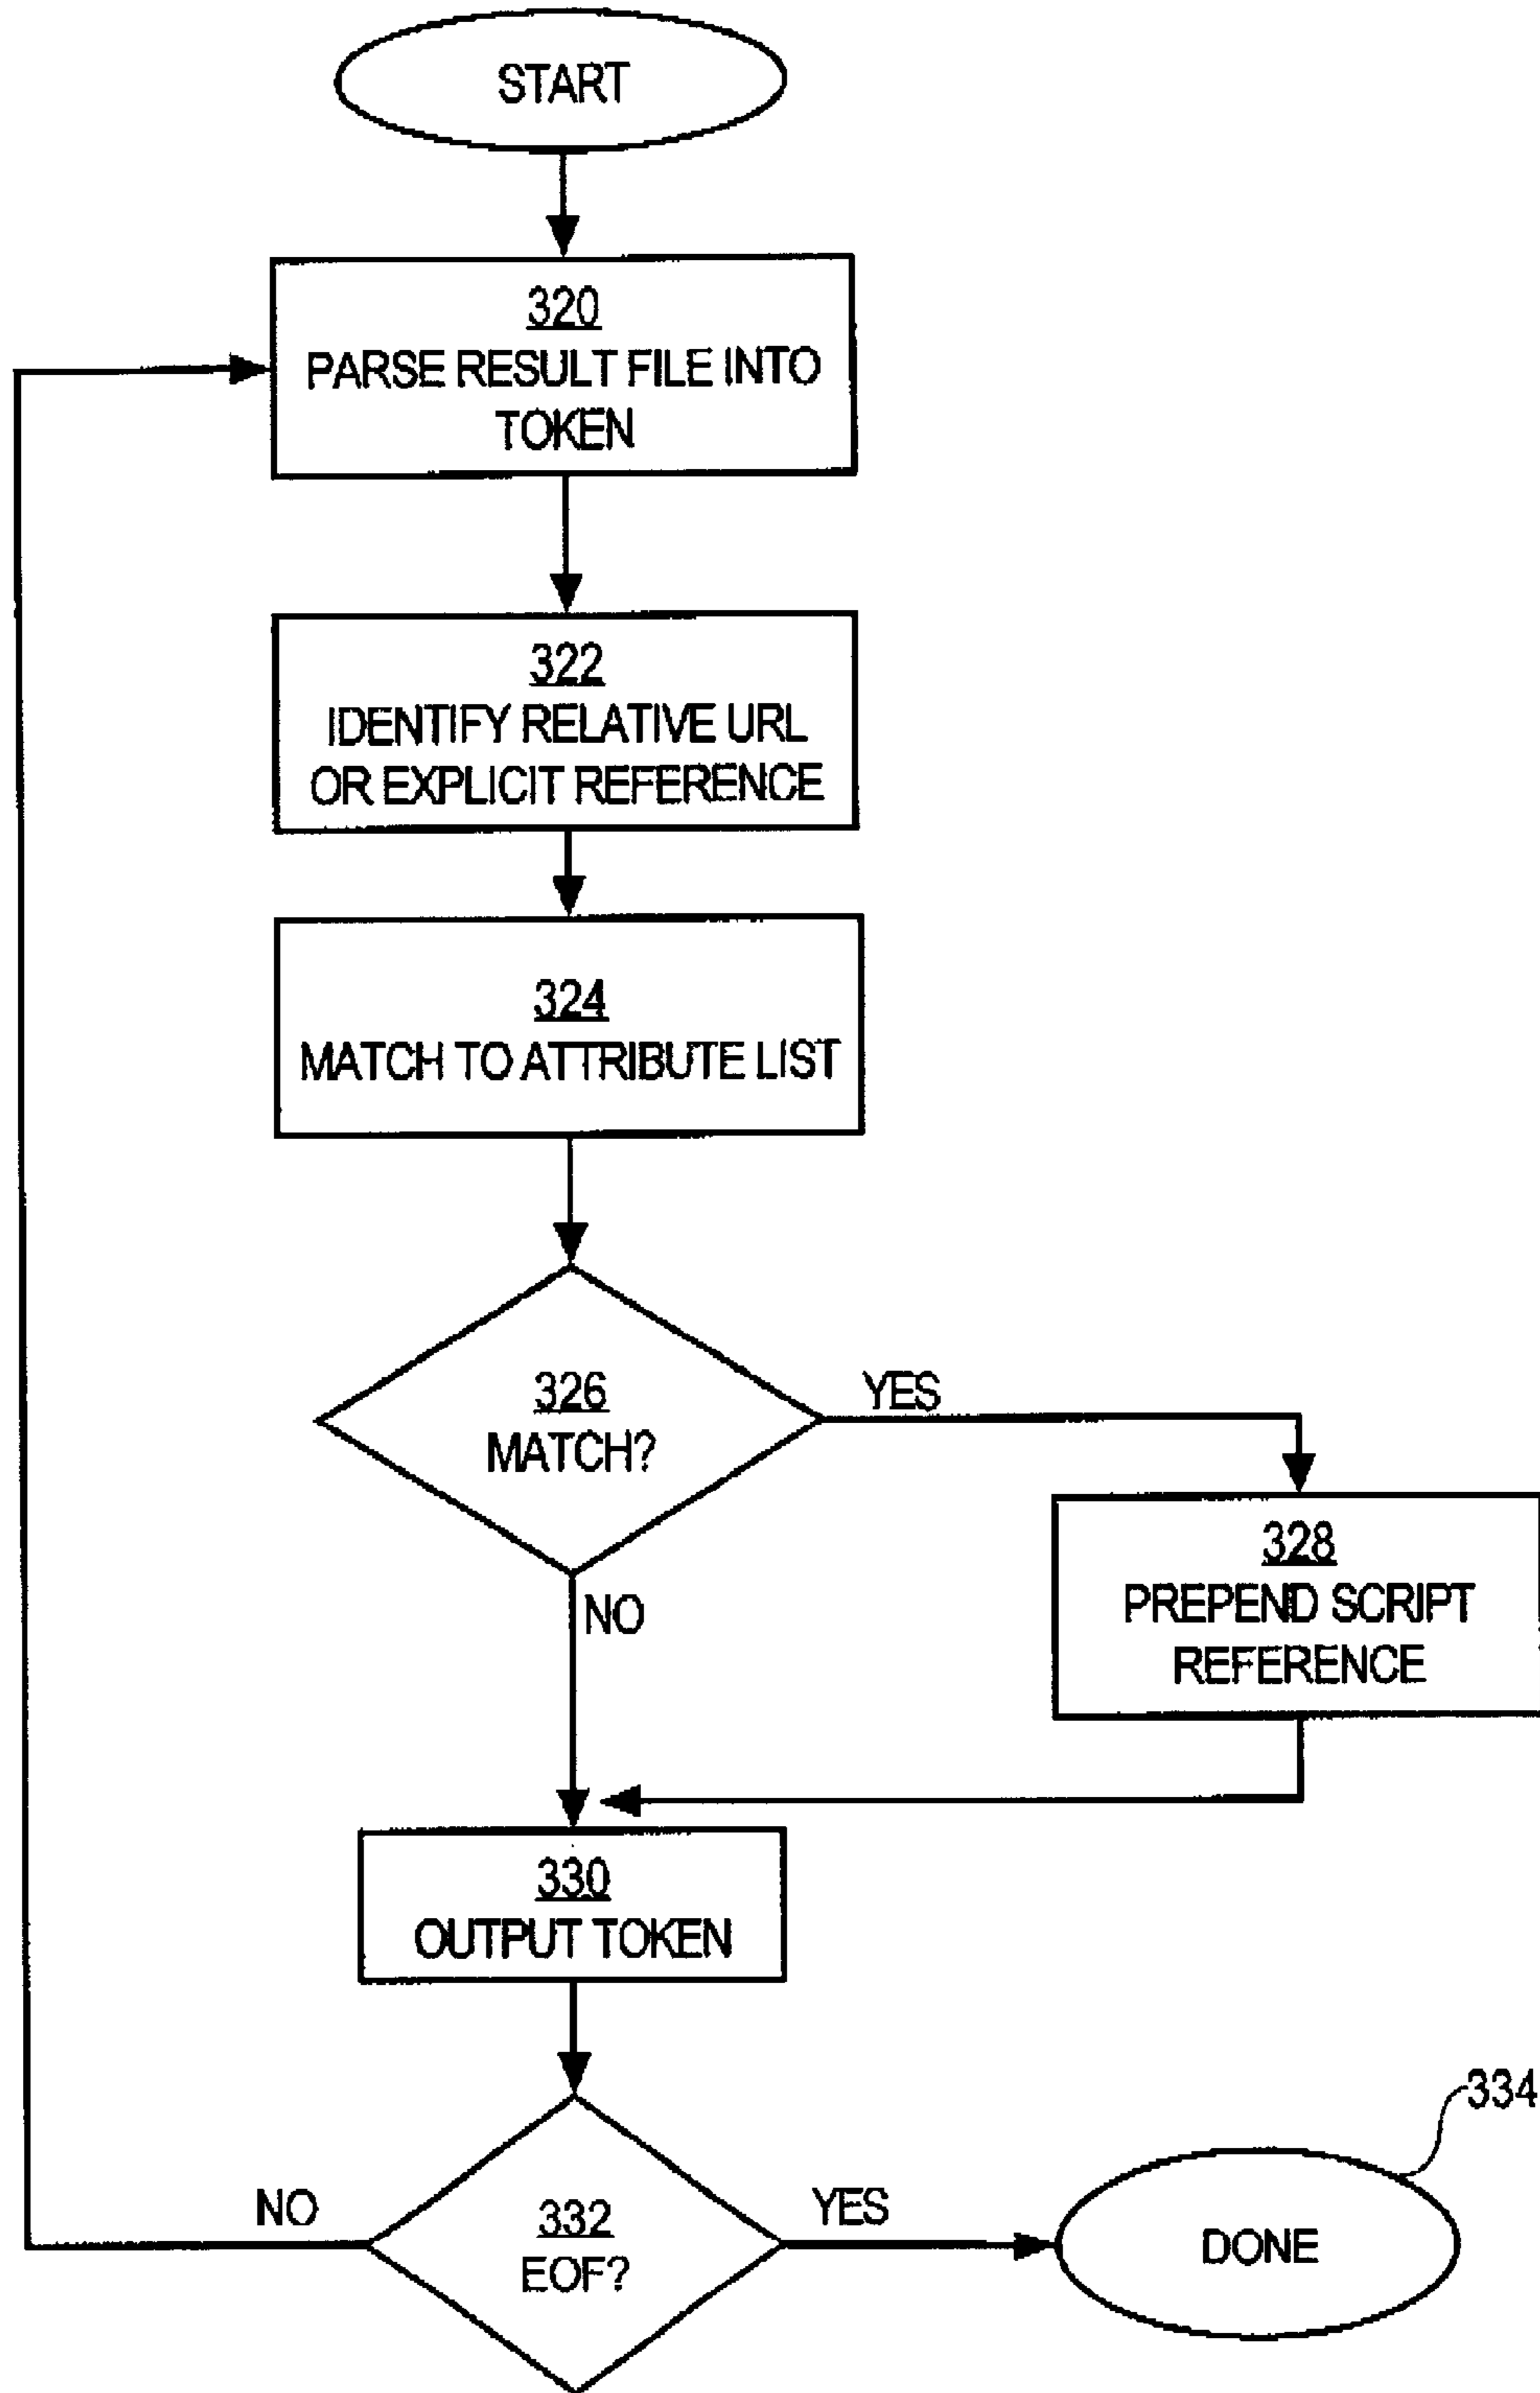 START
320
PARSE RESULT FILE INTO
TOKEN
322
IDENTIFY RELATIVE URL
OR EXPLICIT REFERENCE
324
MATCH TO ATTRIBUTE LIST
326
MATCH?
YES
NO
328
PREPEND SCRIPT
REFERENCE
330
OUTPUT TOKEN
332
EOF?
NO
YES
334
DONE